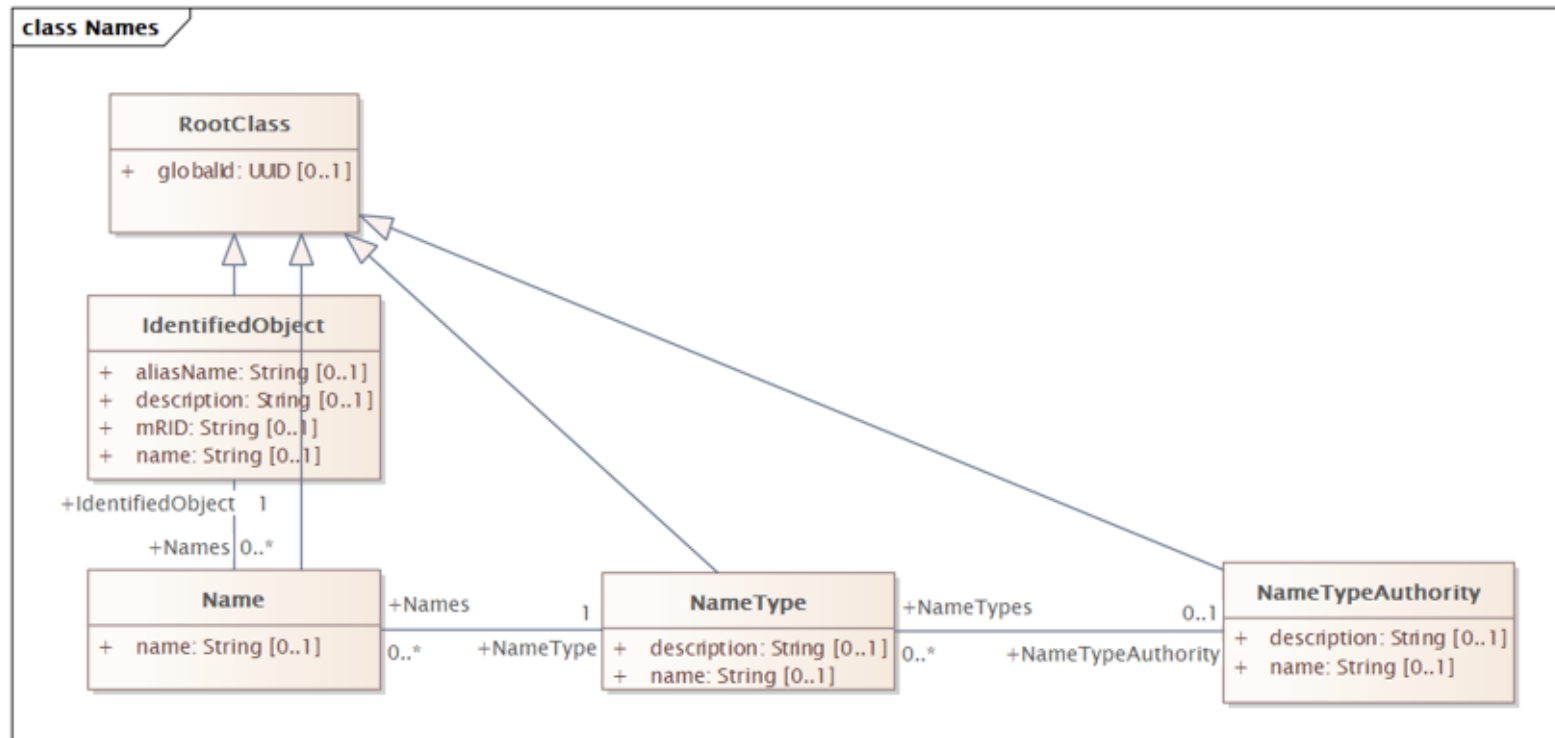 class Names
RootClass
+ globalId: UUID [0..1]
IdentifiedObject
+ aliasName: String [0..1]
+ description: String [0..1]
+ mRID: String [0..1]
+ name: String [0..1]
+IdentifiedObject 1
+Names 0..*
Name
+ name: String [0..1]
+Names 1
0..* +NameType
NameType
+ description: String [0..1]
+ name: String [0..1]
+NameTypes 0..1
0..* +NameTypeAuthority
NameTypeAuthority
+ description: String [0..1]
+ name: String [0..1]